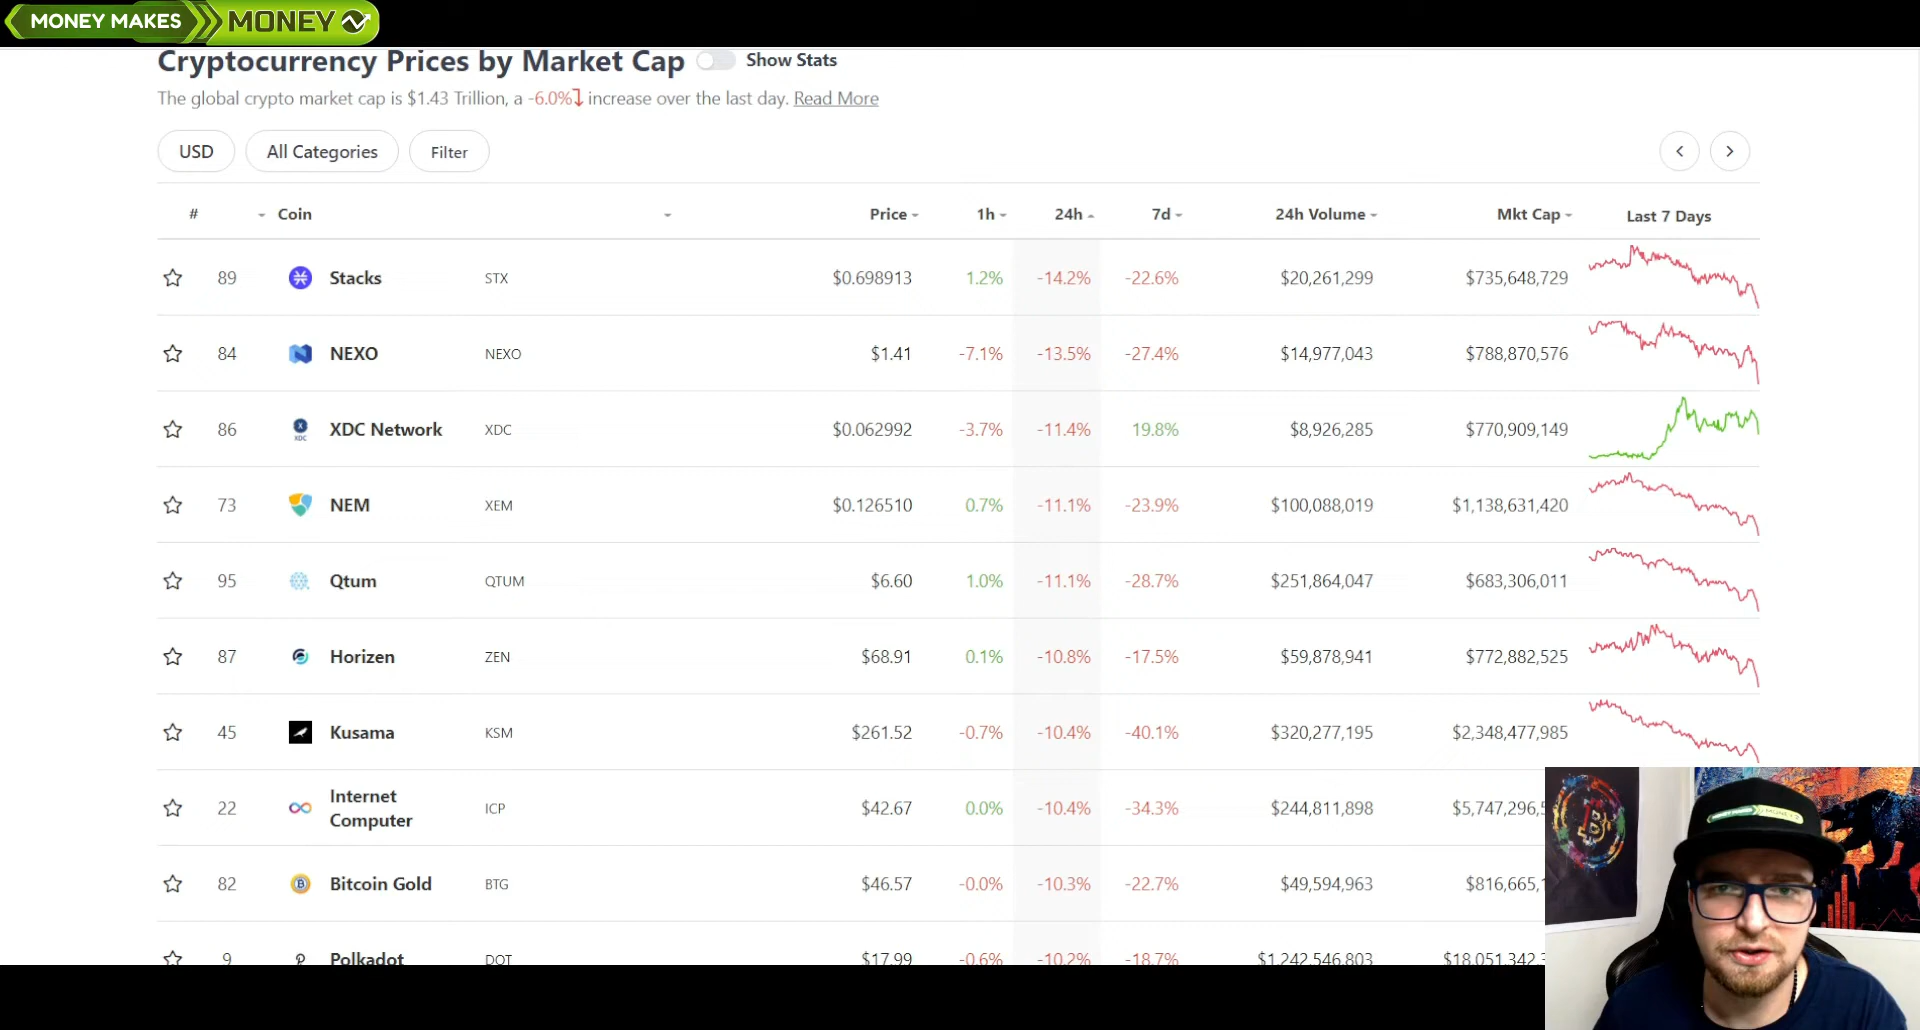 MONEY MAKES MONEY
Cryptocurrency Prices by Market Cap Show Stats
The global crypto market cap is $1.43 Trillion, a -6.0% increase over the last day. Read More
USD All Categories Filter
# Coin Price 1h 24h 7d 24h Volume Mkt Cap Last 7 Days
89 Stacks STX $0.698913 1.2% -14.2% -22.6% $20,261,299 $735,648,729
84 NEXO NEXO $1.41 -7.1% -13.5% -27.4% $14,977,043 $788,870,576
86 XDC Network XDC $0.062992 -3.7% -11.4% 19.8% $8,926,285 $770,909,149
73 NEM XEM $0.126510 0.7% -11.1% -23.9% $100,088,019 $1,138,631,420
95 Qtum QTUM $6.60 1.0% -11.1% -28.7% $251,864,047 $683,306,011
87 Horizen ZEN $68.91 0.1% -10.8% -17.5% $59,878,941 $772,882,525
45 Kusama KSM $261.52 -0.7% -10.4% -40.1% $320,277,195 $2,348,477,985
22 Internet Computer ICP $42.67 0.0% -10.4% -34.3% $244,811,898 $5,747,296,
82 Bitcoin Gold BTG $46.57 -0.0% -10.3% -22.7% $49,594,963 $816,665,
9 Polkadot DOT $17.99 -0.6% -10.2% -18.7% $1,242,546,803 $18,051,342,